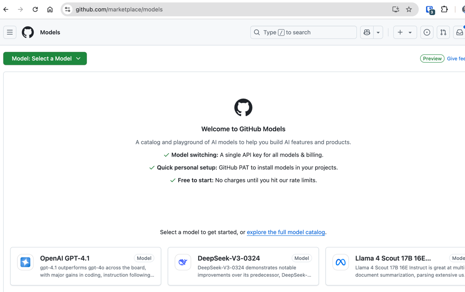 github.com/marketplace/models
Models
Type / to search
Model: Select a Model
Preview
Give fee
Welcome to GitHub Models
A catalog and playground of AI models to help you build AI features and products.
Model switching: A single API key for all models & billing.
Quick personal setup: GitHub PAT to install models in your projects.
Free to start: No charges until you hit our rate limits.
Select a model to get started, or explore the full model catalog.
OpenAI GPT-4.1
Model
gpt-4.1 outperforms gpt-4o across the board,
with major gains in coding, instruction following...
DeepSeek-V3-0324
Model
DeepSeek-V3-0324 demonstrates notable
improvements over its predecessor, DeepSeek-...
Llama 4 Scout 17B 16E...
Mode
Llama 4 Scout 17B 16E Instruct is great at multi
document summarization, parsing extensive us